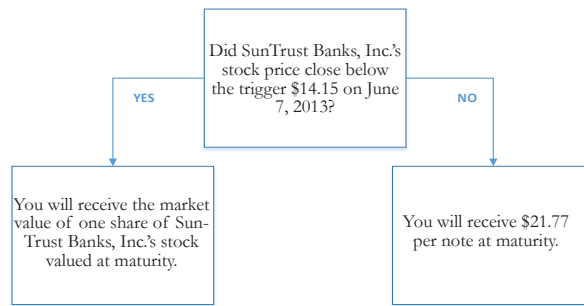 Did SunTrust Banks, Inc.'s
stock price close below
the trigger $14.15 on June
7, 2013?
YES
NO
You will receive the market
value of one share of Sun-
Trust Banks, Inc.'s stock
valued at maturity.
You will receive $21.77
per note at maturity.